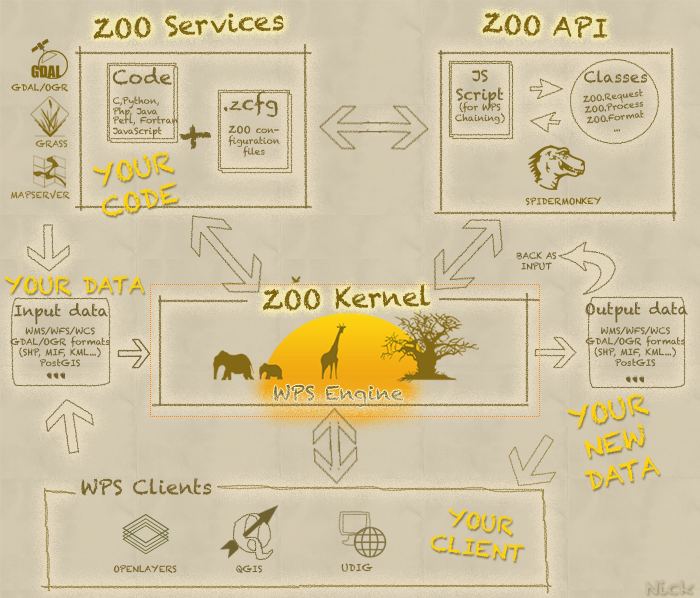 ZOO Services
ZOO API
GDAL
GDAL/OGR
GRASS
MAPSERVER
Code
C,Python,
Php, Java
Perl, Fortran
JavaScript
+
.zcfg
ZOO con-
figuration
files
YOUR
CODE
JS
Script
(for WPS
Chaining)
Classes
ZOO.Request
ZOO.Process
ZOO.Format
...
SPIDERMONKEY
BACK AS
INPUT
YOUR DATA
Input data
WMS/WFS/WCS
GDAL/OGR formats
(SHP, MIF, KML...)
PostGIS
...
ZOO Kernel
WPS Engine
Output data
WMS/WFS/WCS
GDAL/OGR formats
(SHP, MIF, KML...)
PostGIS
...
YOUR
NEW
DATA
WPS Clients
OPENLAYERS
QGIS
UDIG
YOUR
CLIENT
Nick